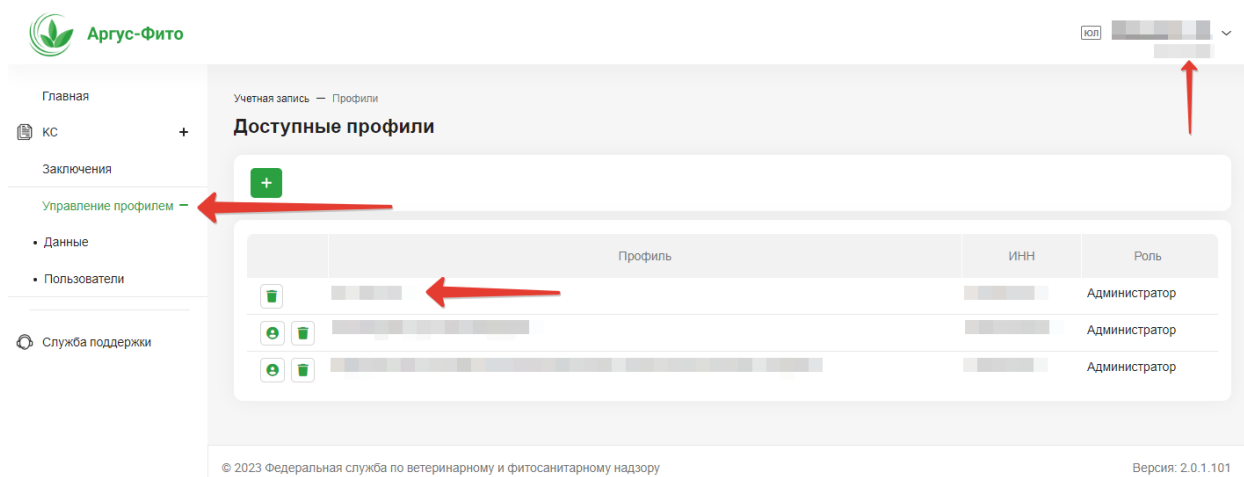 Аргус-Фито
ЮЛ
Главная
Учетная запись — Профили
КС +
Доступные профили
Заключения
+
Управление профилем −
• Данные
Профиль ИНН Роль
• Пользователи
Администратор
Администратор
Служба поддержки
Администратор
© 2023 Федеральная служба по ветеринарному и фитосанитарному надзору
Версия: 2.0.1.101